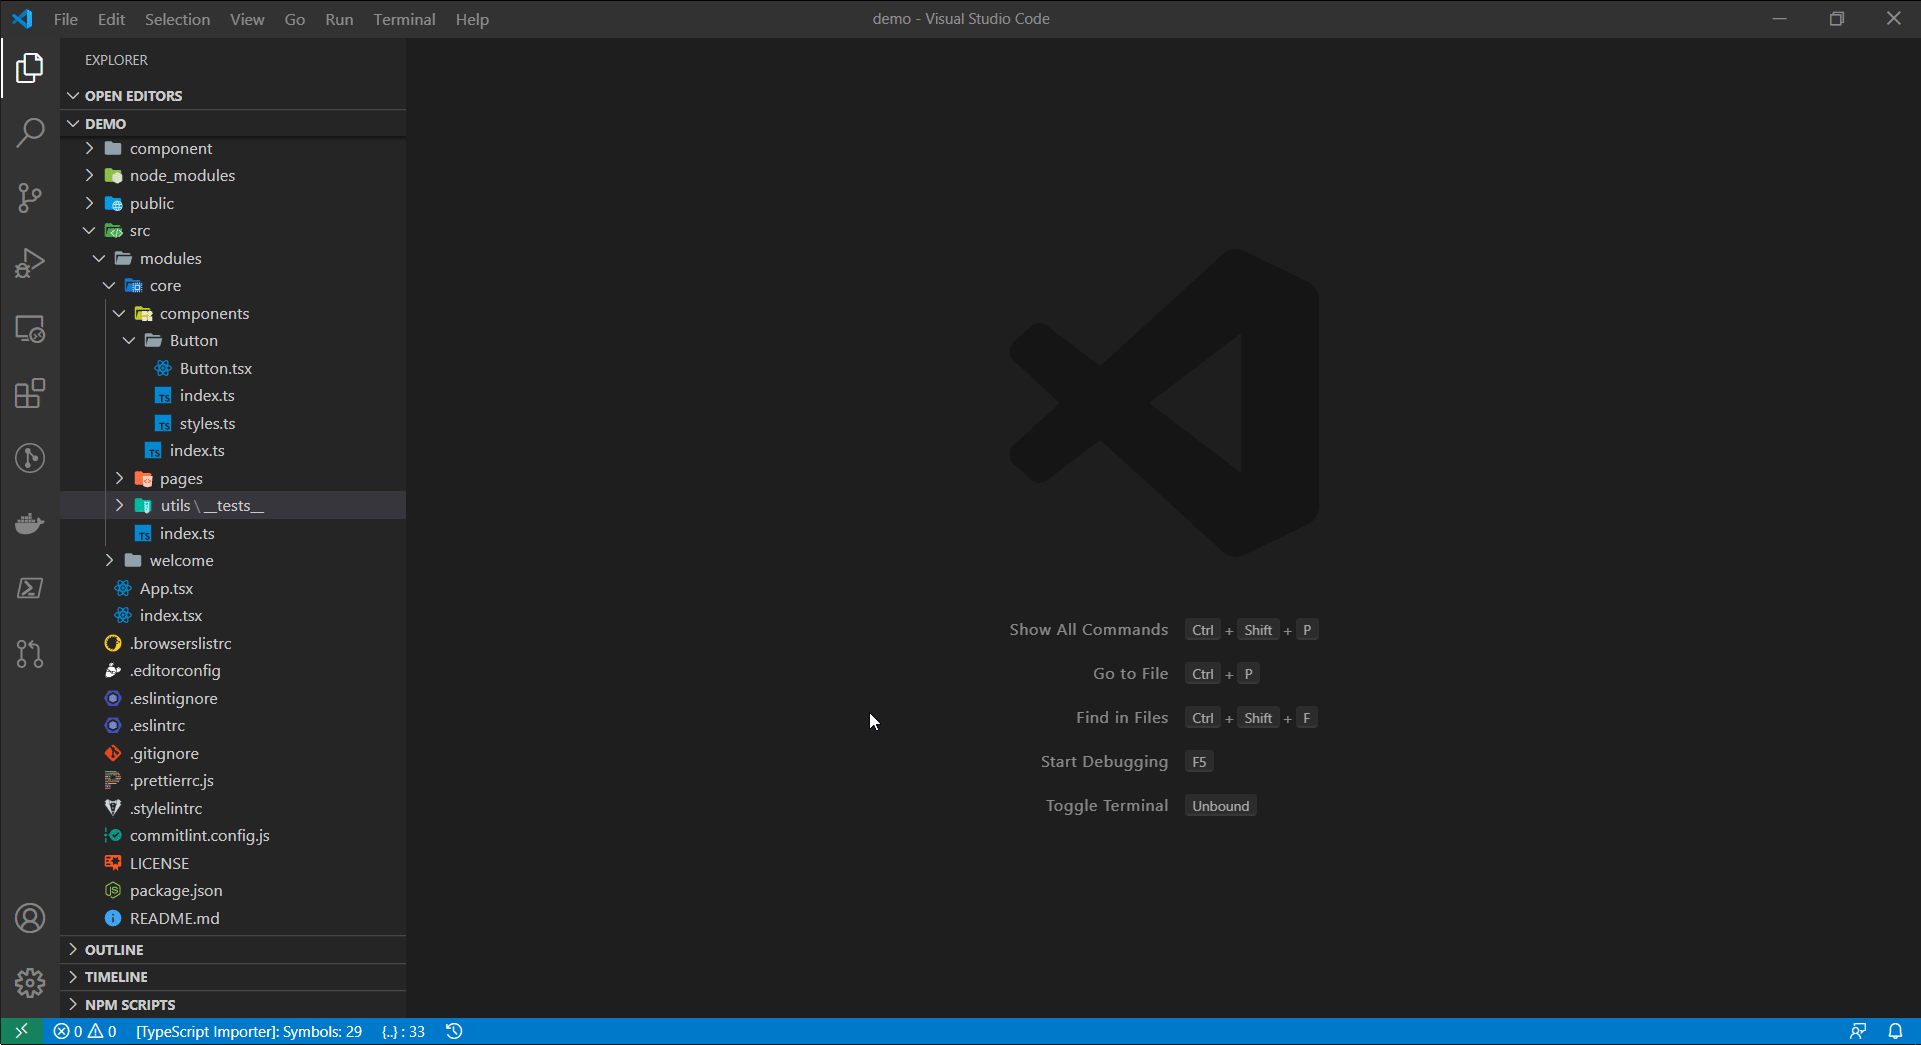 File Edit Selection View Go Run Terminal Help
demo - Visual Studio Code
EXPLORER
OPEN EDITORS
DEMO
component
node_modules
public
src
modules
core
components
Button
Button.tsx
index.ts
styles.ts
index.ts
pages
utils \ __tests__
index.ts
welcome
App.tsx
index.tsx
.browserslistrc
.editorconfig
.eslintignore
.eslintrc
.gitignore
.prettierrc.js
.stylelintrc
commitlint.config.js
LICENSE
package.json
README.md
OUTLINE
TIMELINE
NPM SCRIPTS
Show All Commands Ctrl + Shift + P
Go to File Ctrl + P
Find in Files Ctrl + Shift + F
Start Debugging F5
Toggle Terminal Unbound
0 0 [TypeScript Importer]: Symbols: 29 {..} : 33